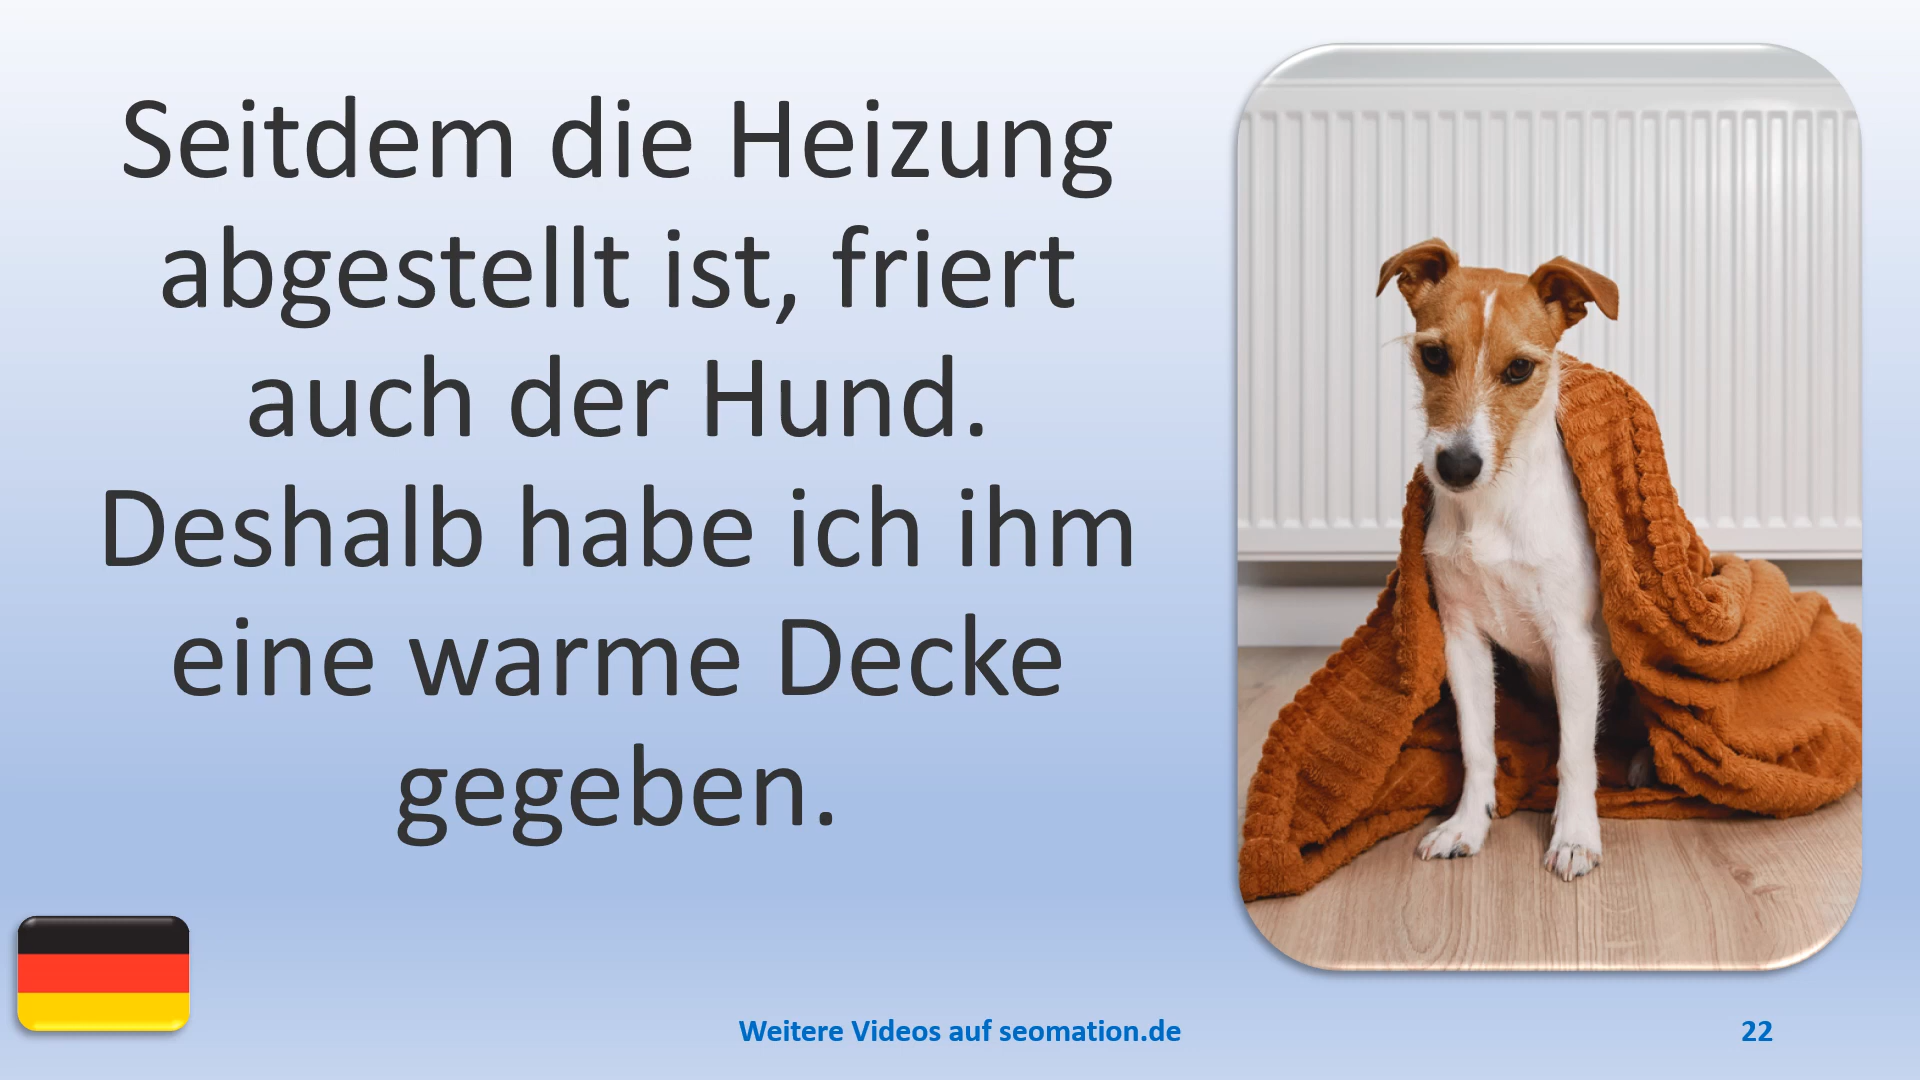 Seitdem die Heizung
abgestellt ist, friert
auch der Hund.
Deshalb habe ich ihm
eine warme Decke
gegeben.
Weitere Videos auf seomation.de
22